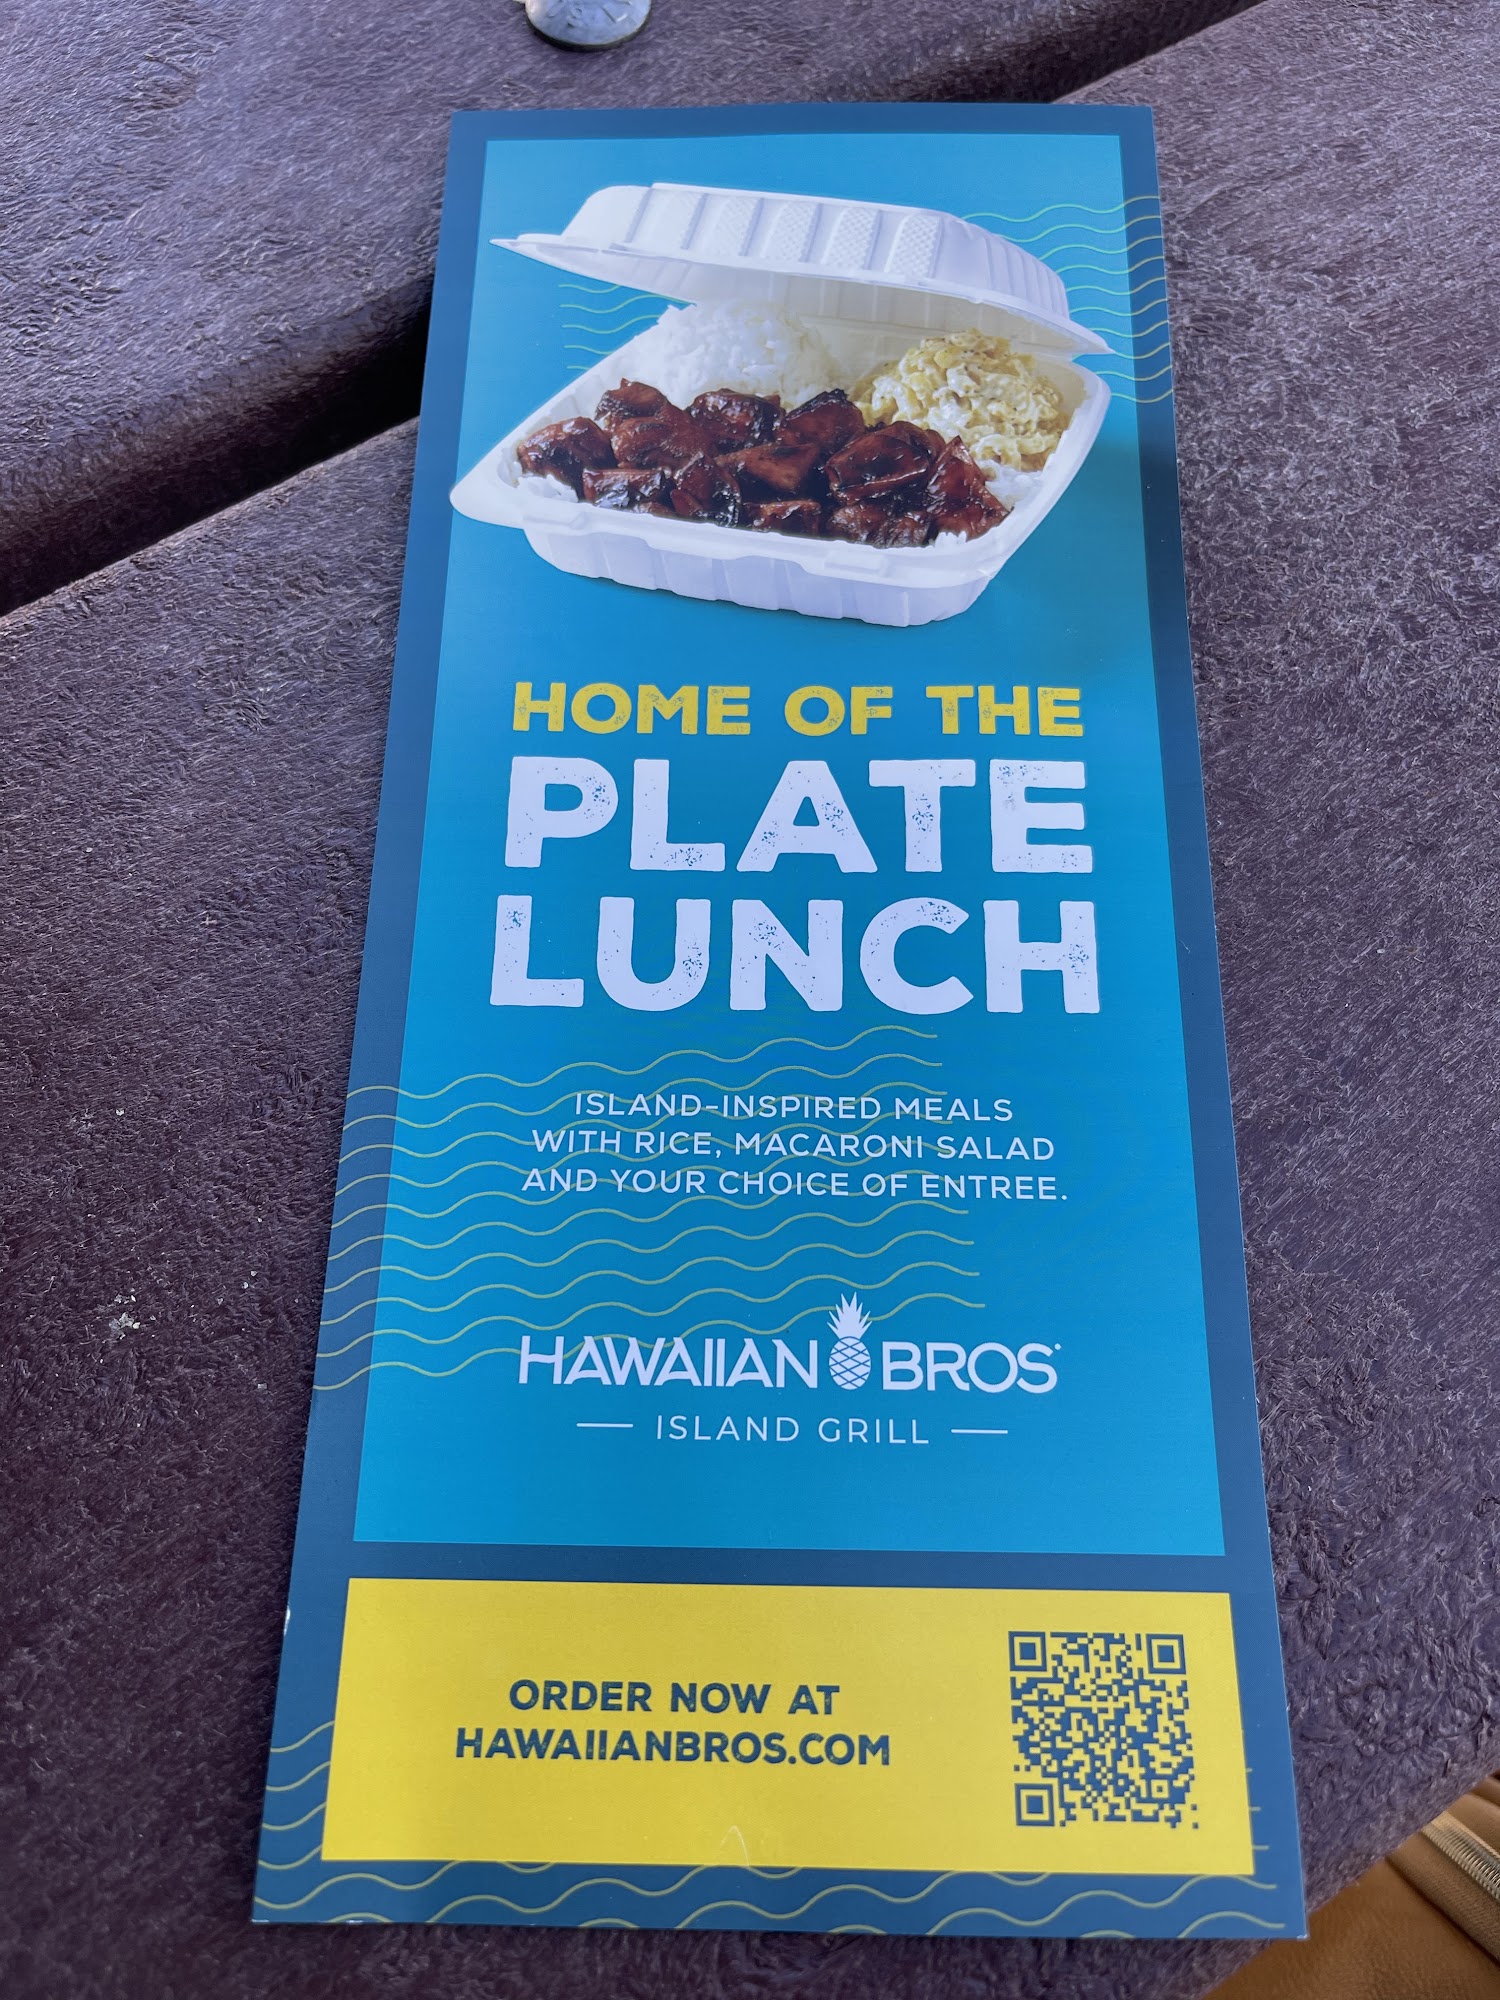 HOME OF THE
PLATE
LUNCH
ISLAND-INSPIRED MEALS
WITH RICE, MACARONI SALAD
AND YOUR CHOICE OF ENTREE.
HAWAIIAN BROS
ISLAND GRILL
ORDER NOW AT
HAWAIIANBROS.COM